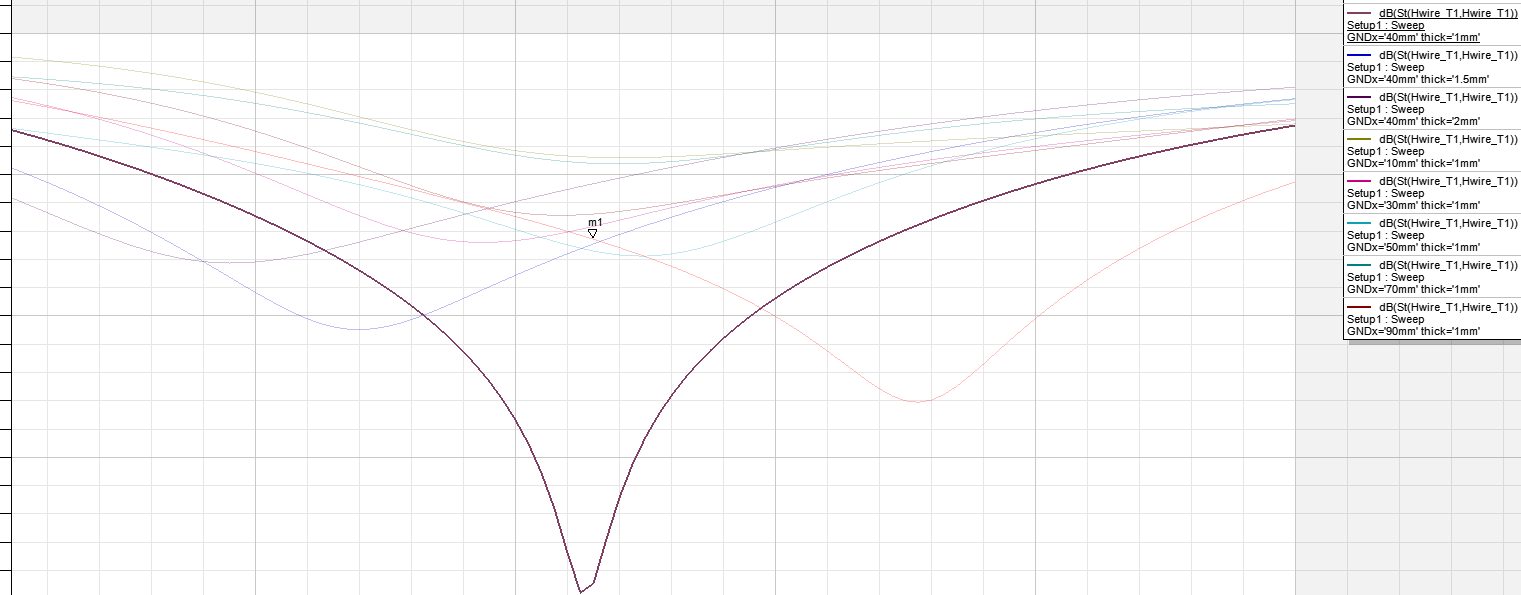 dB(St(Hwire_T1,Hwire_T1))
Setup1 : Sweep
GNDx='40mm' thick='1mm'
dB(St(Hwire_T1,Hwire_T1))
Setup1 : Sweep
GNDx='40mm' thick='1.5mm'
dB(St(Hwire_T1,Hwire_T1))
Setup1 : Sweep
GNDx='40mm' thick='2mm'
dB(St(Hwire_T1,Hwire_T1))
Setup1 : Sweep
GNDx='10mm' thick='1mm'
dB(St(Hwire_T1,Hwire_T1))
Setup1 : Sweep
GNDx='30mm' thick='1mm'
dB(St(Hwire_T1,Hwire_T1))
Setup1 : Sweep
GNDx='50mm' thick='1mm'
dB(St(Hwire_T1,Hwire_T1))
Setup1 : Sweep
GNDx='70mm' thick='1mm'
dB(St(Hwire_T1,Hwire_T1))
Setup1 : Sweep
GNDx='90mm' thick='1mm'
m1